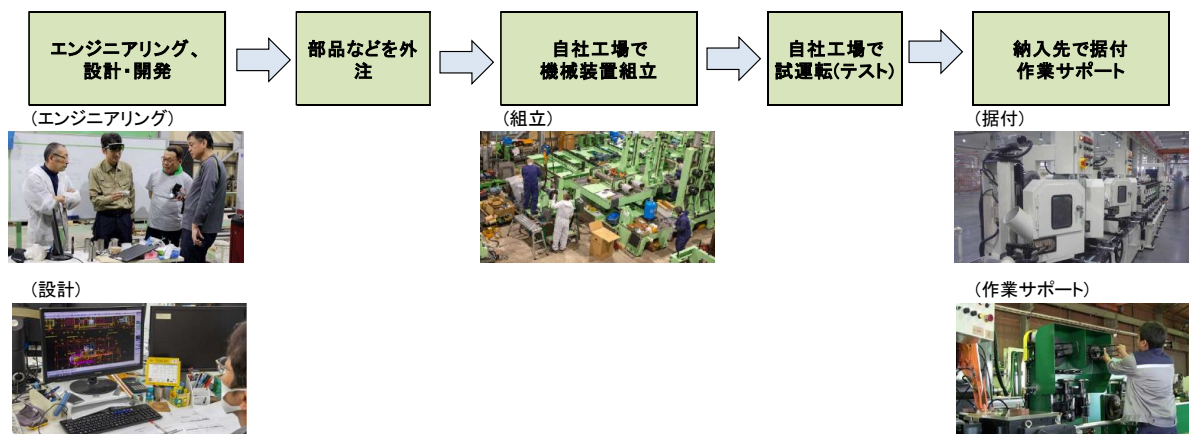 エンジニアリング、
設計・開発
部品などを外
注
自社工場で
機械装置組立
自社工場で
試運転(テスト)
納入先で据付
作業サポート
(エンジニアリング)
(組立)
(据付)
(設計)
(作業サポート)